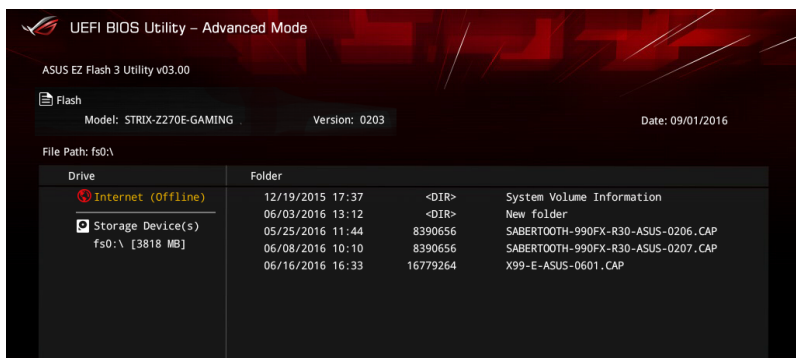 UEFI BIOS Utility – Advanced Mode
ASUS EZ Flash 3 Utility v03.00
Flash
Model: STRIX-Z270E-GAMING Version: 0203 Date: 09/01/2016
File Path: fs0:\
Drive Folder
Internet (Offline) 12/19/2015 17:37 <DIR> System Volume Information
06/03/2016 13:12 <DIR> New folder
Storage Device(s) 05/25/2016 11:44 8390656 SABERTOOTH-990FX-R30-ASUS-0206.CAP
fs0:\ [3818 MB] 06/08/2016 10:10 8390656 SABERTOOTH-990FX-R30-ASUS-0207.CAP
06/16/2016 16:33 16779264 X99-E-ASUS-0601.CAP